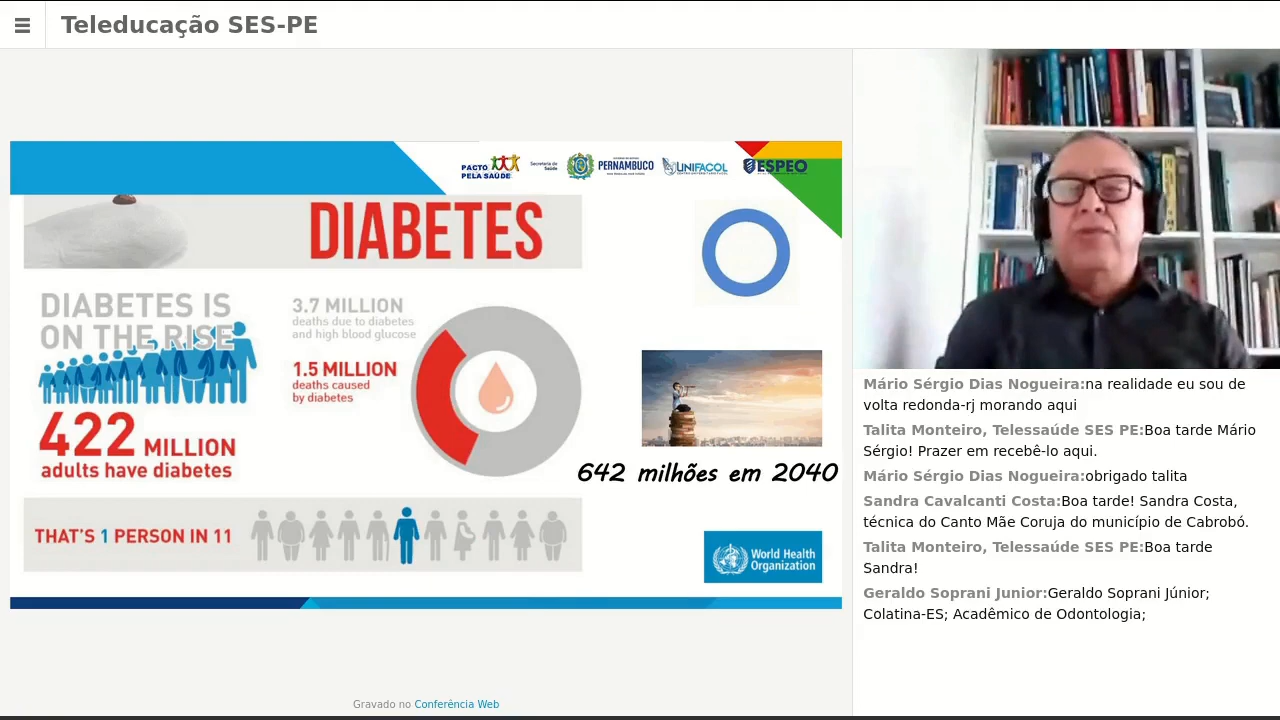 Teleducação SES-PE
PACTO
PELA SAÚDE
Secretaria de
Saúde
PERNAMBUCO
UNIFACOL
ESPEO
DIABETES
DIABETES IS
ON THE RISE
422 MILLION
adults have diabetes
3.7 MILLION
deaths due to diabetes
and high blood glucose
1.5 MILLION
deaths caused
by diabetes
642 milhões em 2040
THAT'S 1 PERSON IN 11
World Health
Organization
Mário Sérgio Dias Nogueira:na realidade eu sou de
volta redonda-rj morando aqui
Talita Monteiro, Telessaúde SES PE:Boa tarde Mário
Sérgio! Prazer em recebê-lo aqui.
Mário Sérgio Dias Nogueira:obrigado talita
Sandra Cavalcanti Costa:Boa tarde! Sandra Costa,
técnica do Canto Mãe Coruja do município de Cabrobó.
Talita Monteiro, Telessaúde SES PE:Boa tarde
Sandra!
Geraldo Soprani Junior:Geraldo Soprani Júnior;
Colatina-ES; Acadêmico de Odontologia;
Gravado no Conferência Web